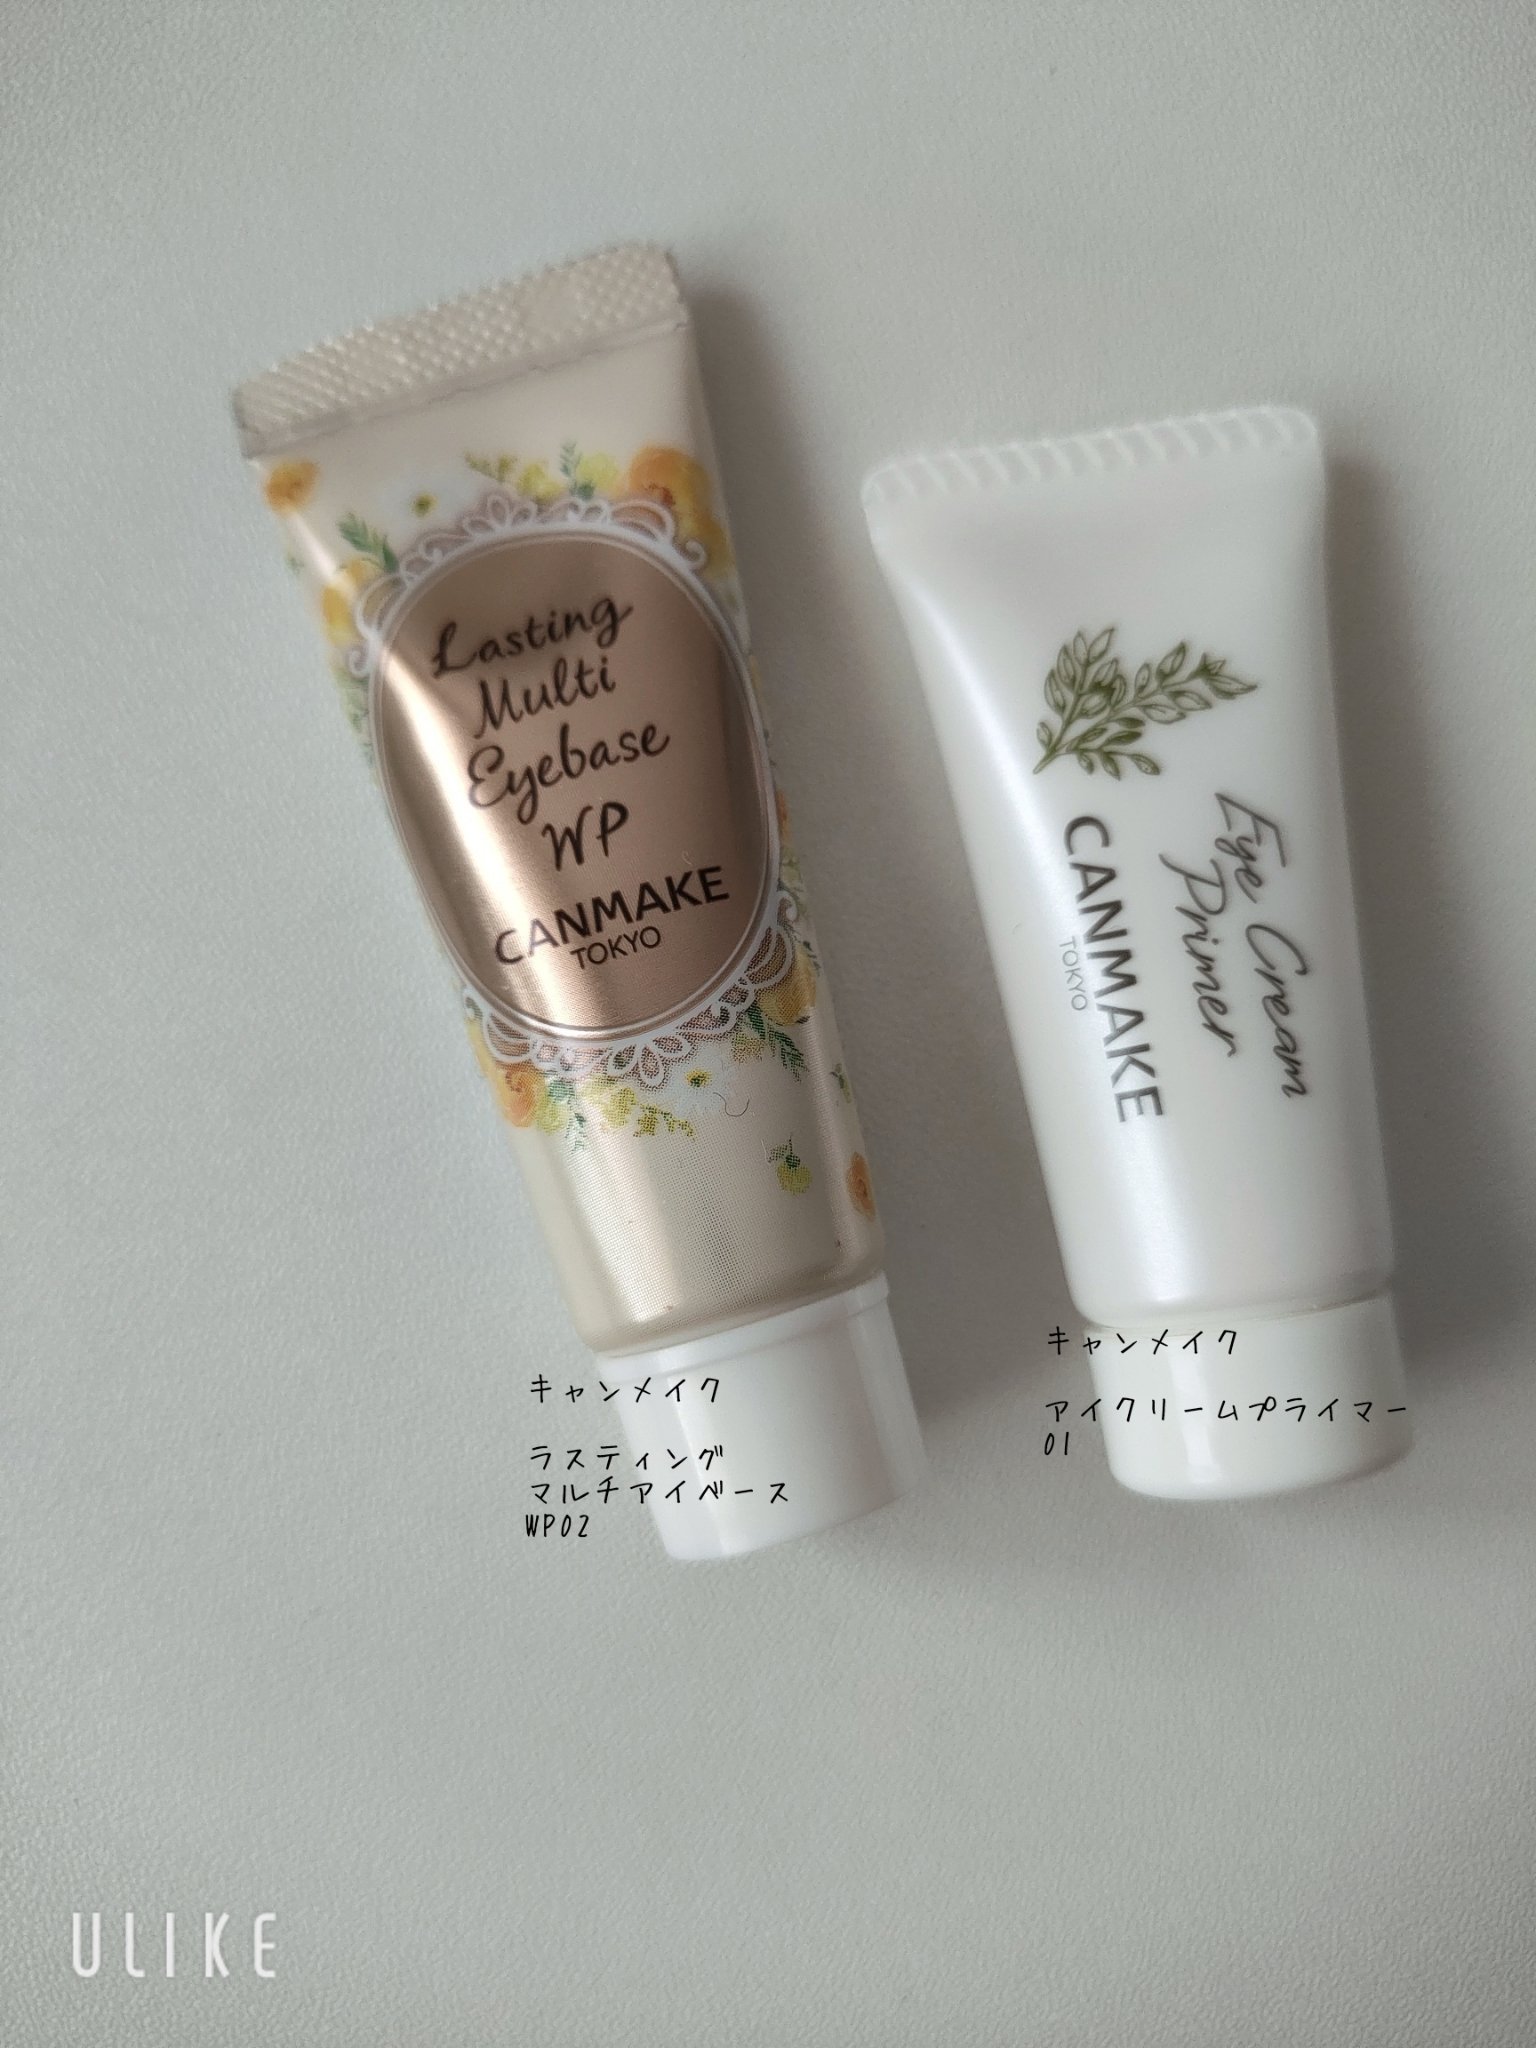 Lasting
Multi
Eyebase
WP
CANMAKE
TOKYO
Eye Cream
Primer
CANMAKE
TOKYO
キャンメイク
ラスティング
マルチアイベース
WP02
キャンメイク
アイクリームプライマー
01
ULIKE